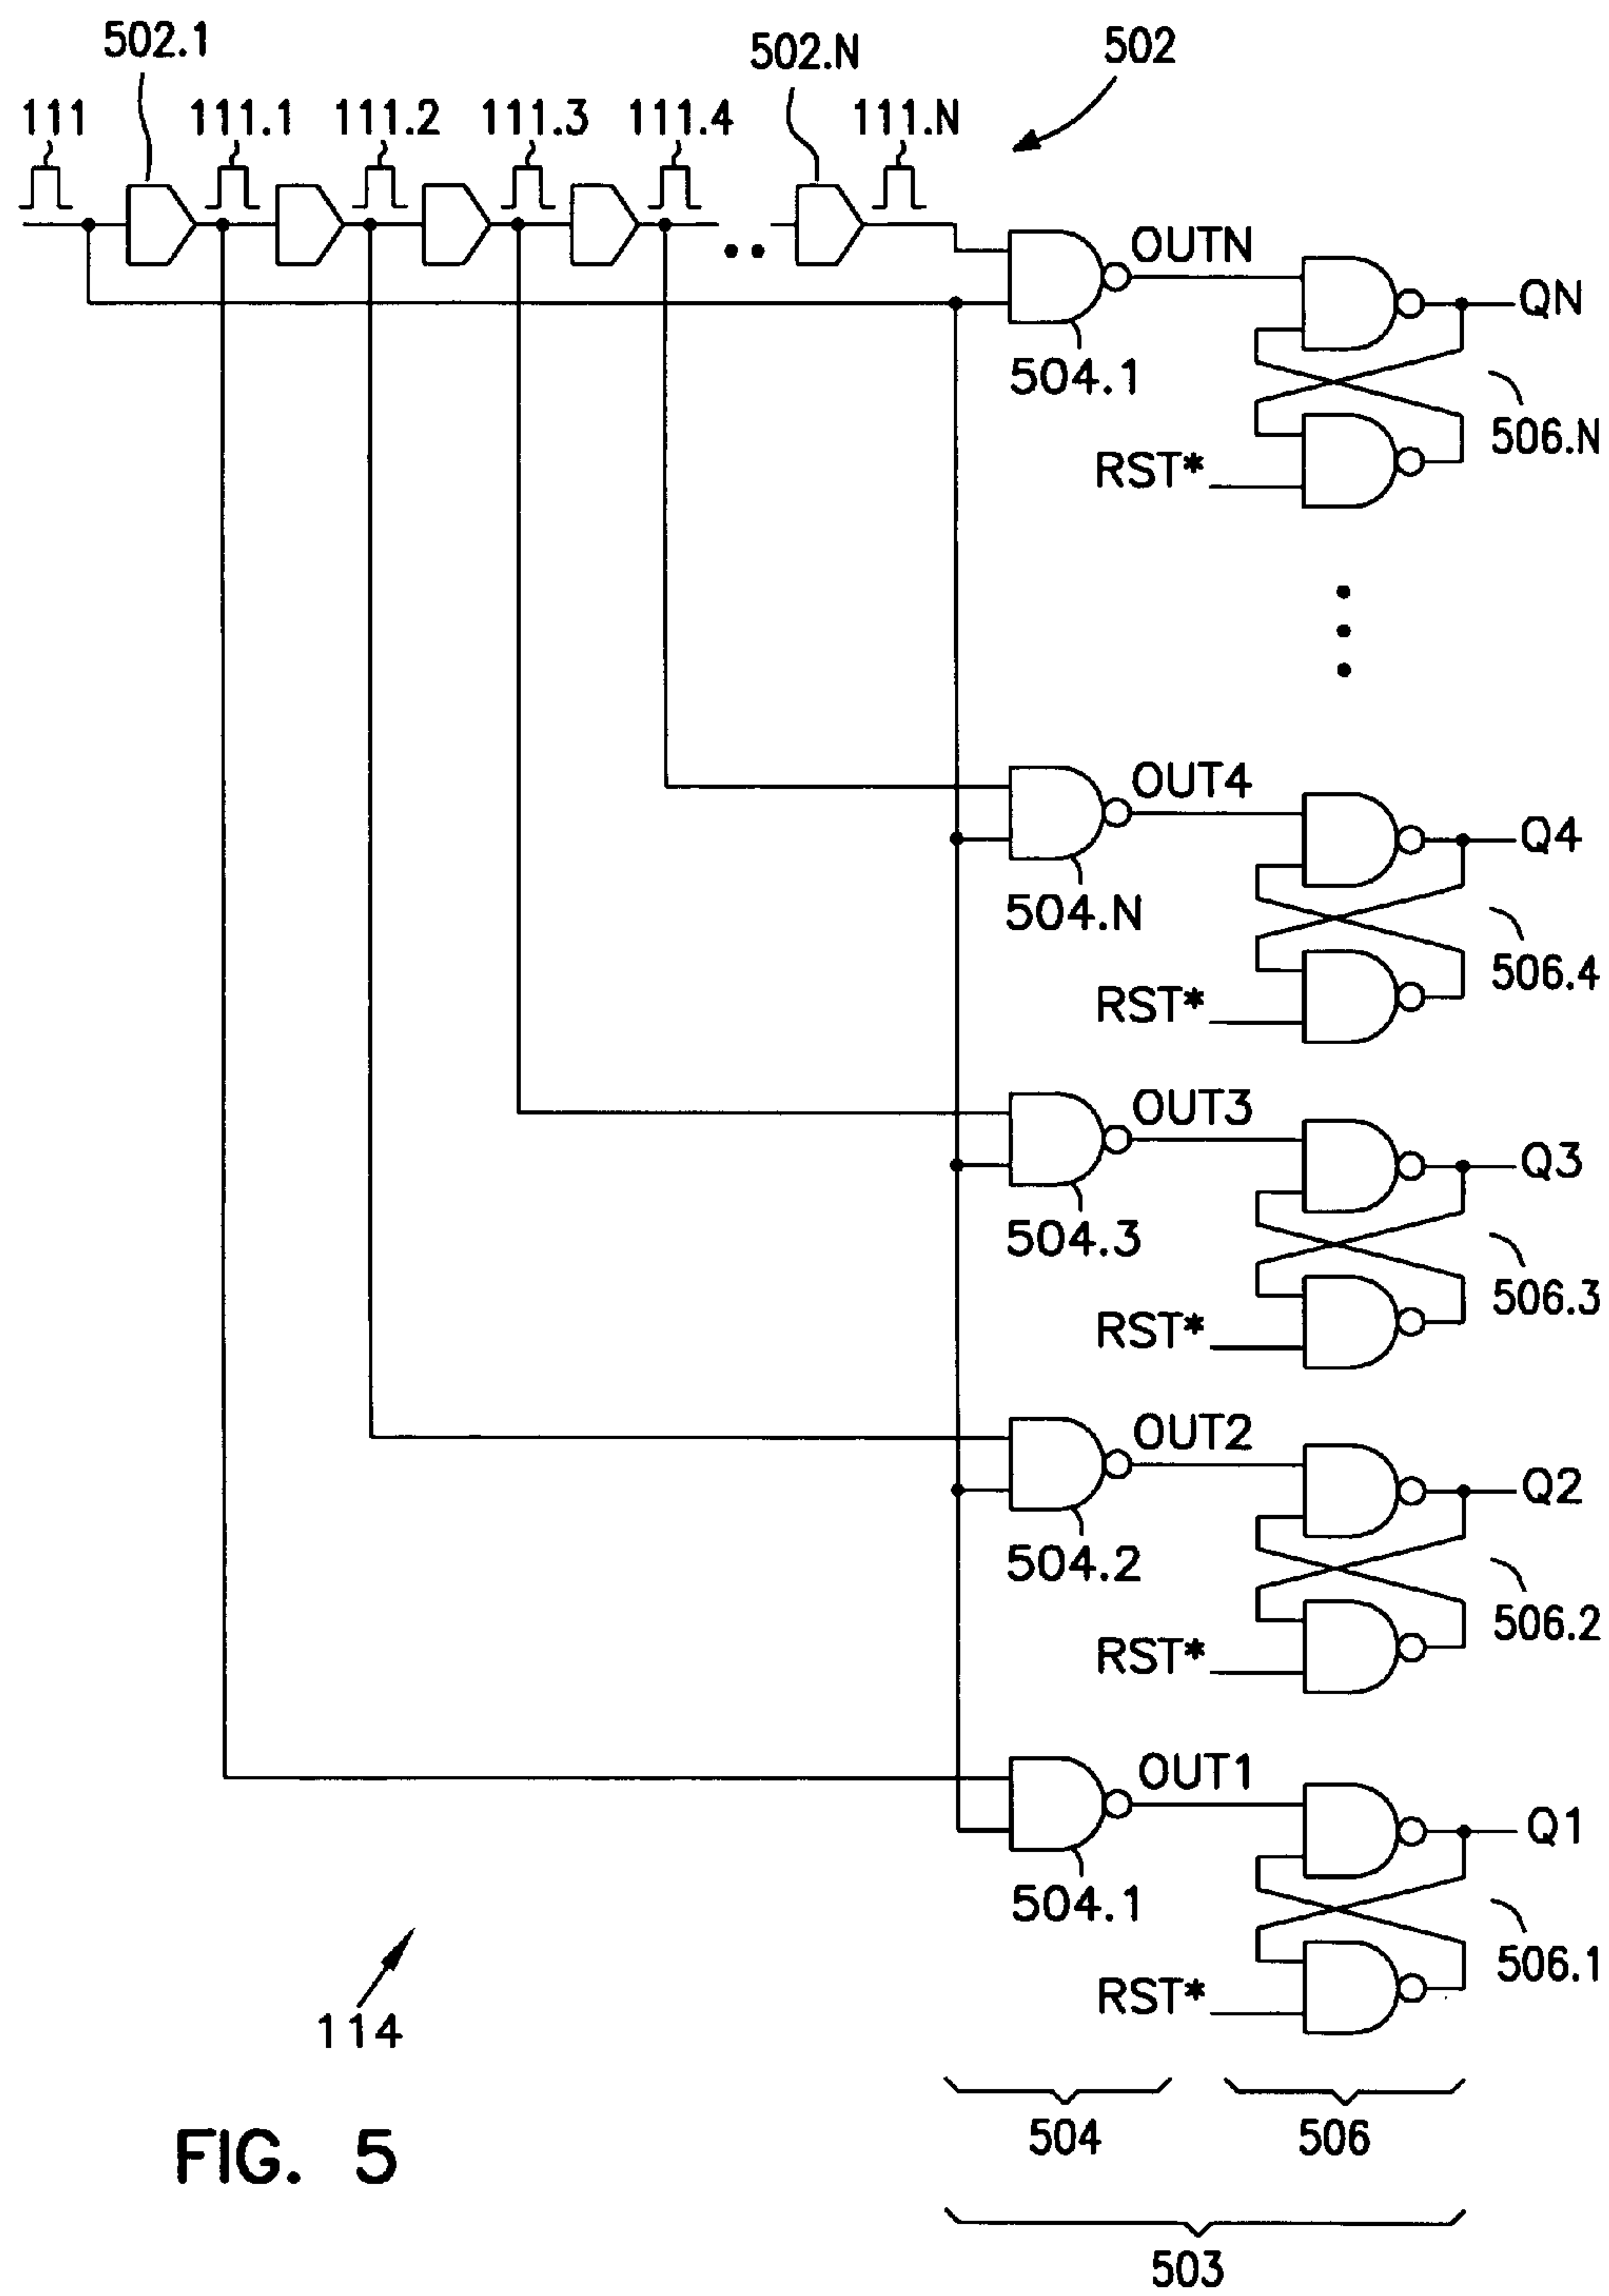 502.1
502.N
502
111
111.1
111.2
111.3
111.4
111.N
OUTN
QN
504.1
506.N
RST*
OUT4
Q4
504.N
506.4
RST*
OUT3
Q3
504.3
506.3
RST*
OUT2
Q2
504.2
506.2
RST*
OUT1
Q1
504.1
506.1
RST*
114
504
506
FIG. 5
503